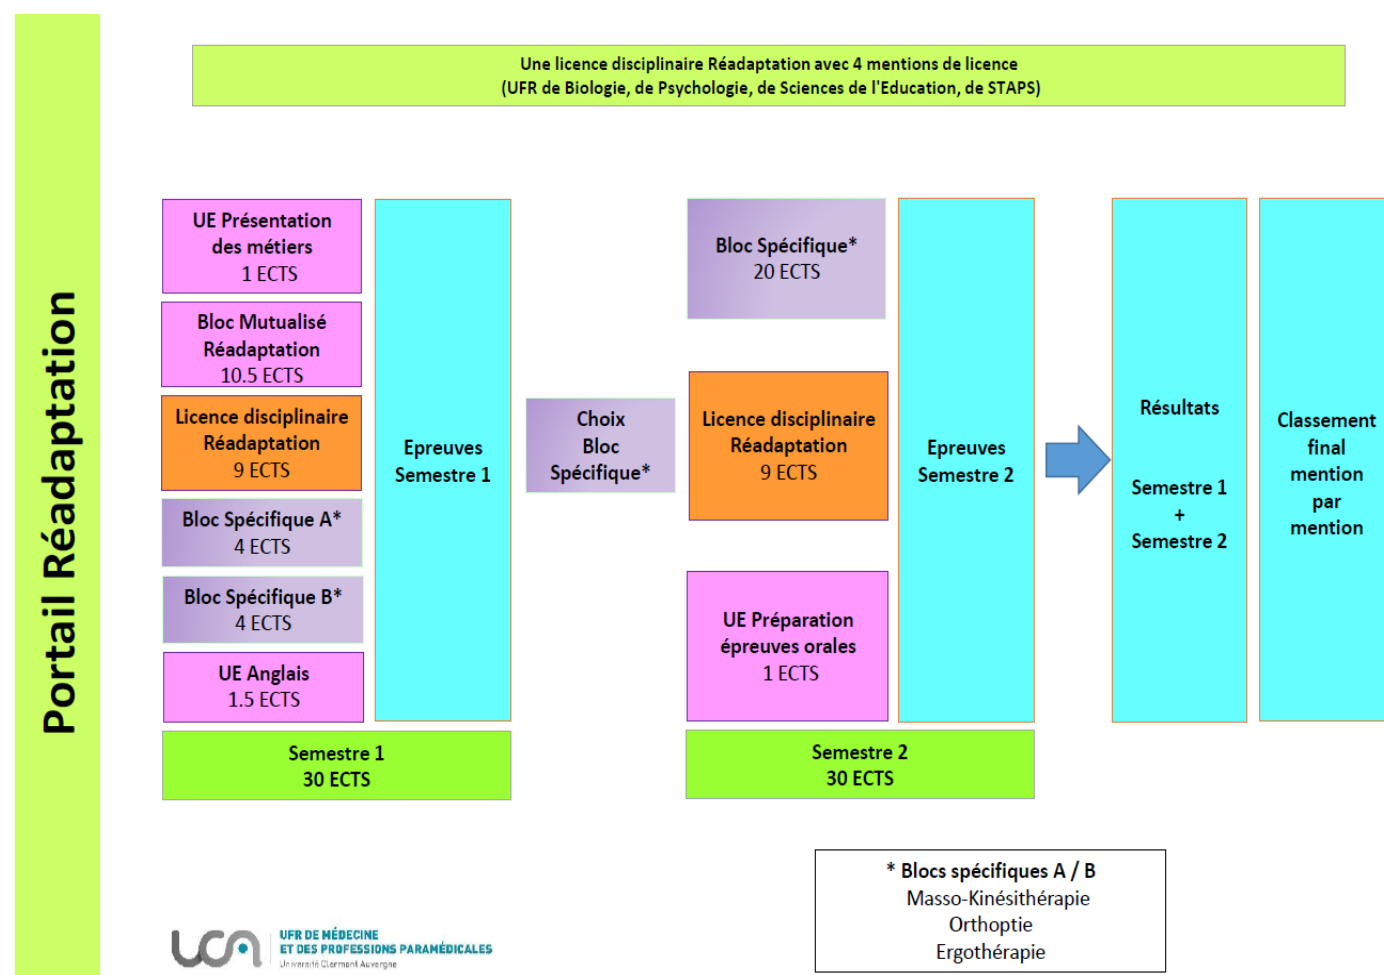 Portail Réadaptation
Une licence disciplinaire Réadaptation avec 4 mentions de licence
(UFR de Biologie, de Psychologie, de Sciences de l'Education, de STAPS)
UE Présentation
des métiers
1 ECTS
Bloc Mutualisé
Réadaptation
10.5 ECTS
Licence disciplinaire
Réadaptation
9 ECTS
Bloc Spécifique A*
4 ECTS
Bloc Spécifique B*
4 ECTS
UE Anglais
1.5 ECTS
Epreuves
Semestre 1
Semestre 1
30 ECTS
Choix
Bloc
Spécifique*
Bloc Spécifique*
20 ECTS
Licence disciplinaire
Réadaptation
9 ECTS
UE Préparation
épreuves orales
1 ECTS
Epreuves
Semestre 2
Semestre 2
30 ECTS
Résultats
Semestre 1
+
Semestre 2
Classement
final
mention
par
mention
* Blocs spécifiques A / B
Masso-Kinésithérapie
Orthoptie
Ergothérapie
UCA
UFR DE MÉDECINE
ET DES PROFESSIONS PARAMÉDICALES
Université Clermont Auvergne